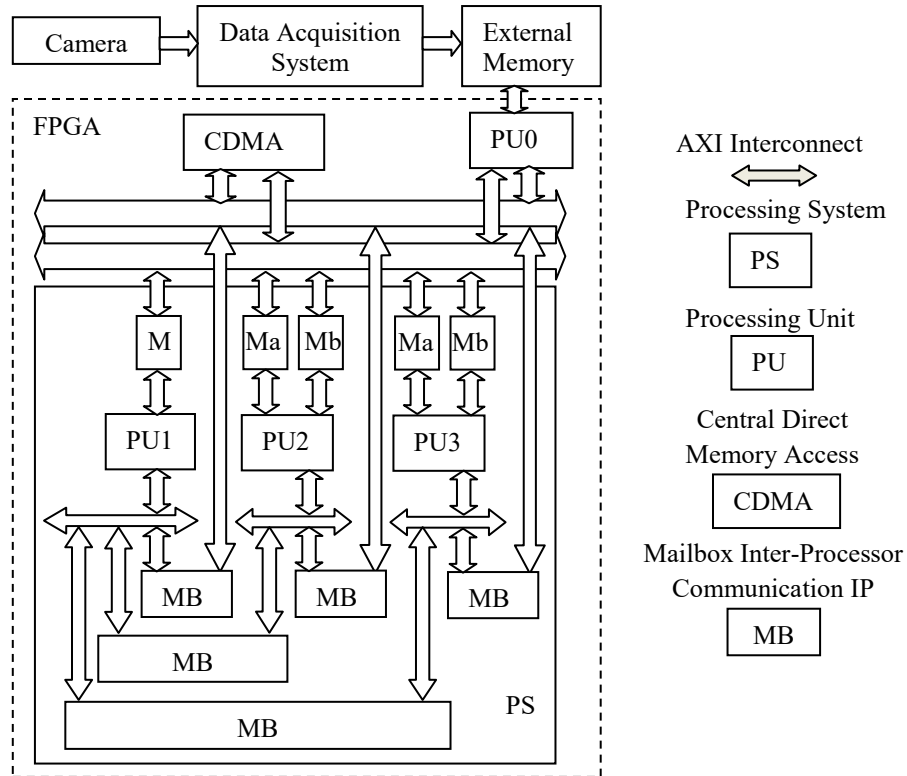 Camera
Data Acquisition
System
External
Memory
FPGA
CDMA
PU0
M
Ma
Mb
Ma
Mb
PU1
PU2
PU3
MB
MB
MB
MB
MB
PS
AXI Interconnect
Processing System
PS
Processing Unit
PU
Central Direct
Memory Access
CDMA
Mailbox Inter-Processor
Communication IP
MB